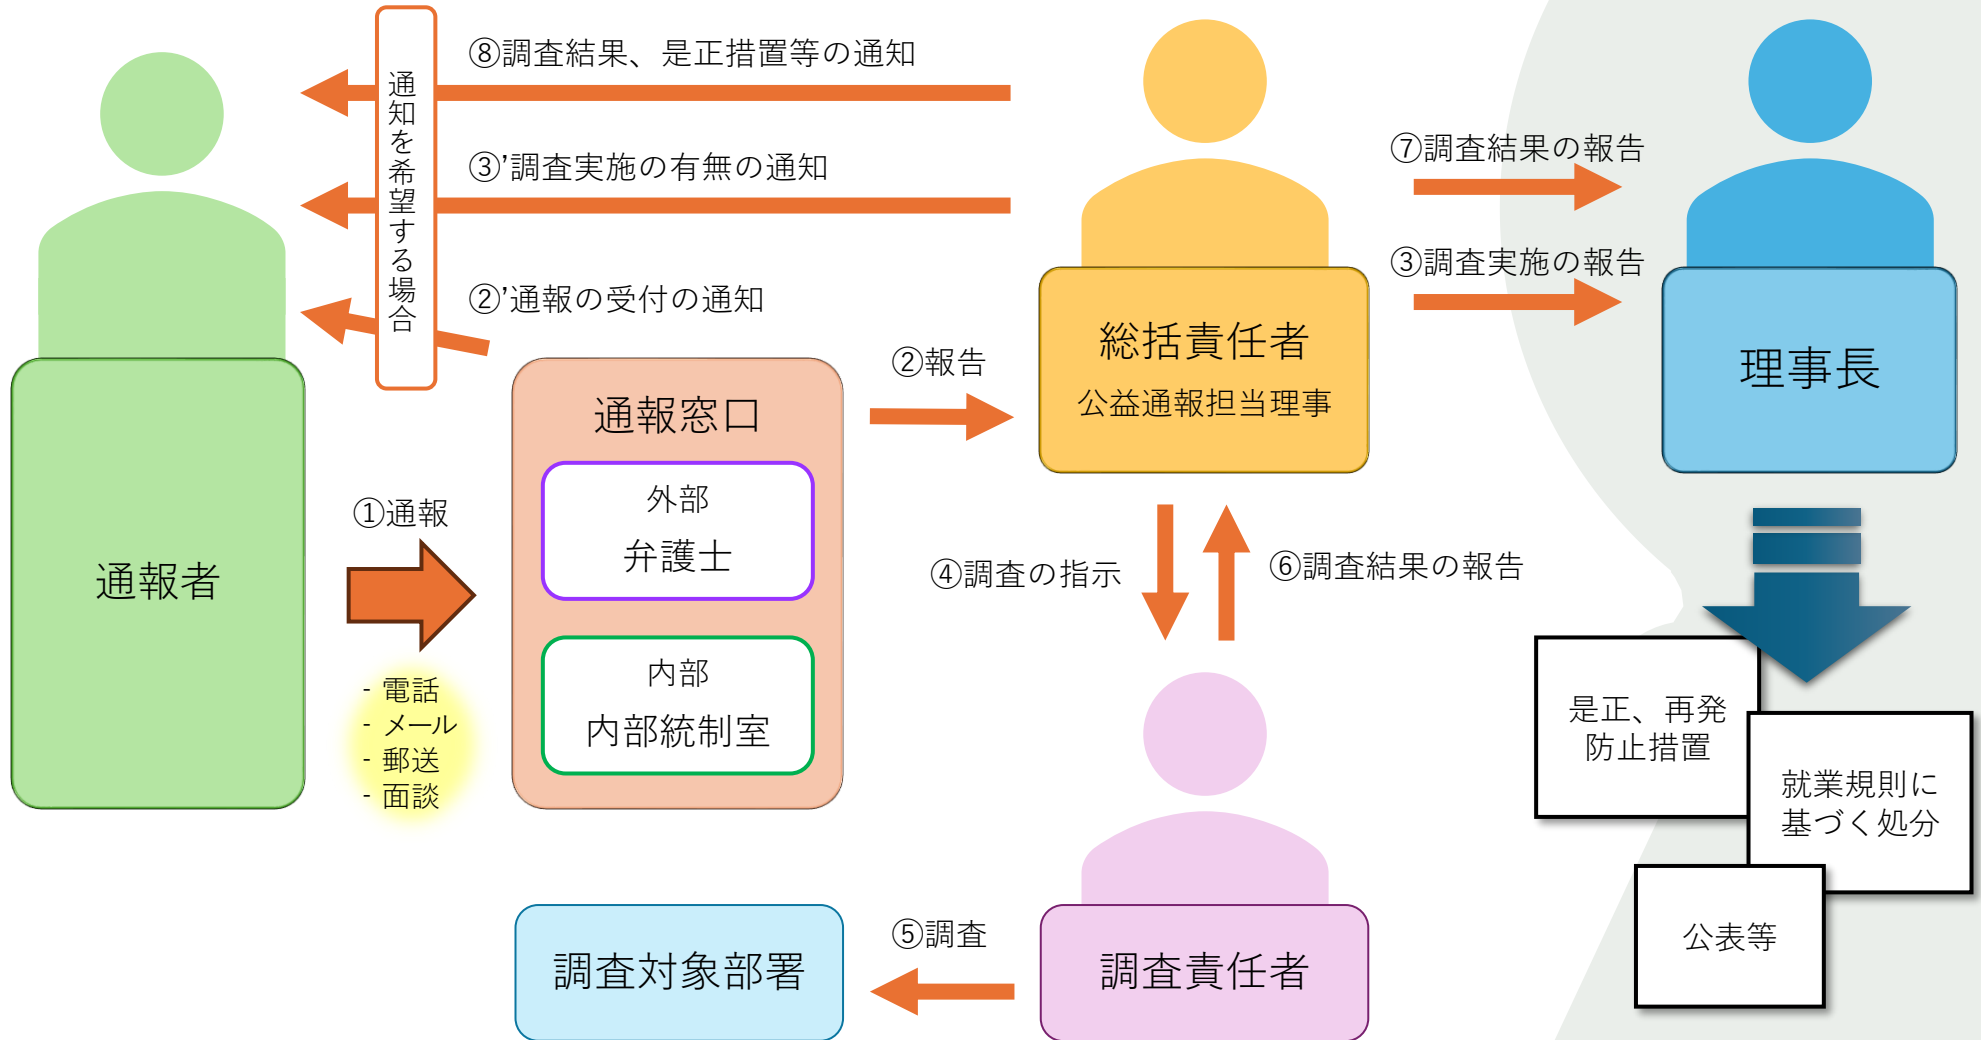 ⑧調査結果、是正措置等の通知
通知を希望する場合
③’調査実施の有無の通知
②’通報の受付の通知
⑦調査結果の報告
③調査実施の報告
総括責任者
公益通報担当理事
理事長
②報告
通報窓口
外部
弁護士
内部
内部統制室
①通報
通報者
- 電話
- メール
- 郵送
- 面談
④調査の指示
⑥調査結果の報告
是正、再発
防止措置
就業規則に
基づく処分
公表等
⑤調査
調査対象部署
調査責任者